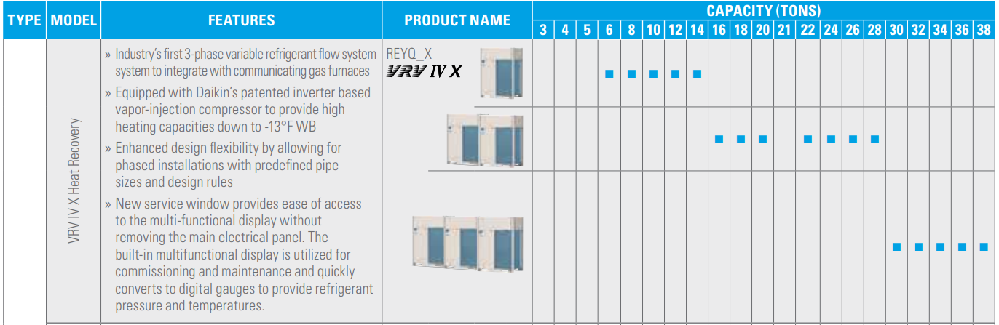 TYPE MODEL FEATURES PRODUCT NAME CAPACITY (TONS)
3 4 5 6 8 10 12 14 16 18 20 21 22 24 26 28 30 32 34 36 38
VRV IV X Heat Recovery
» Industry's first 3-phase variable refrigerant flow system
system to integrate with communicating gas furnaces
» Equipped with Daikin's patented inverter based
vapor-injection compressor to provide high
heating capacities down to -13°F WB
» Enhanced design flexibility by allowing for
phased installations with predefined pipe
sizes and design rules
» New service window provides ease of access
to the multi-functional display without
removing the main electrical panel. The
built-in multifunctional display is utilized for
commissioning and maintenance and quickly
converts to digital gauges to provide refrigerant
pressure and temperatures.
REYQ_X
VRV IV X